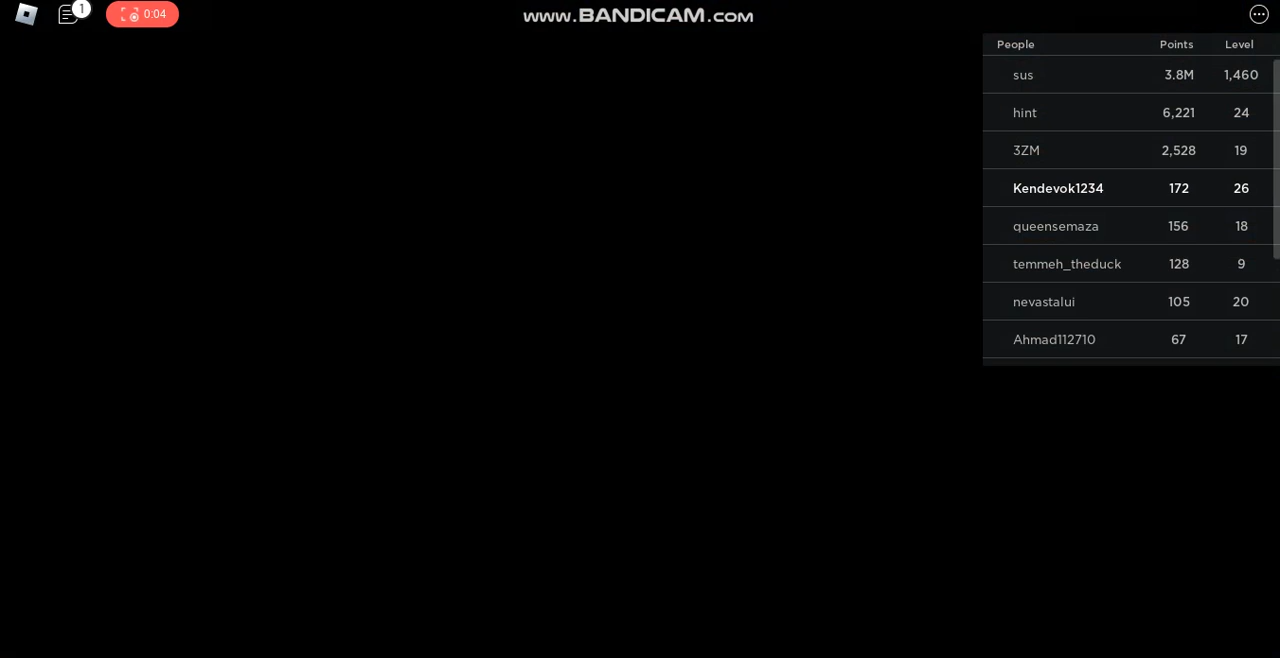 1
0:04
www.BANDICAM.com
People Points Level
sus 3.8M 1,460
hint 6,221 24
3ZM 2,528 19
Kendevok1234 172 26
queensemaza 156 18
temmeh_theduck 128 9
nevastalui 105 20
Ahmad112710 67 17